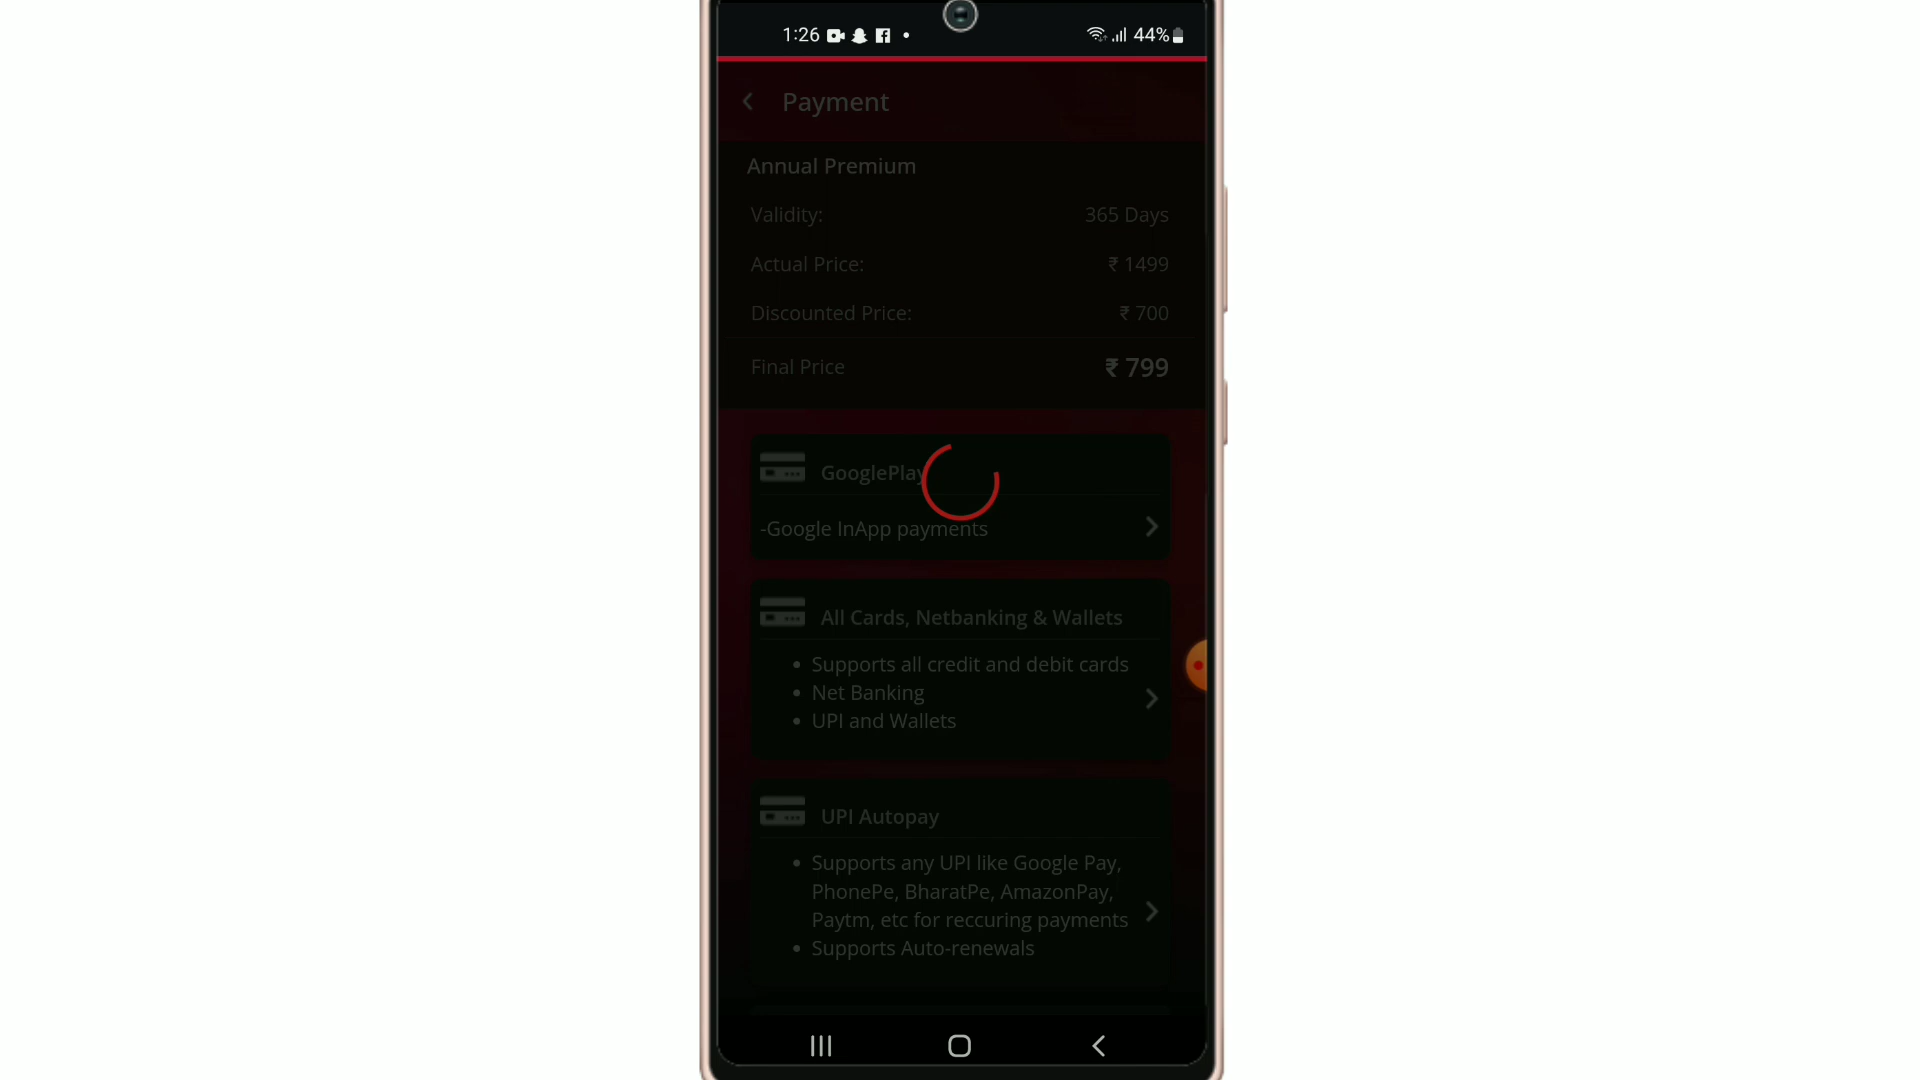 1:26
44%
Payment
Annual Premium
Validity: 365 Days
Actual Price: ₹ 1499
Discounted Price: ₹ 700
Final Price ₹ 799
GooglePlay
-Google InApp payments
All Cards, Netbanking & Wallets
• Supports all credit and debit cards
• Net Banking
• UPI and Wallets
UPI Autopay
• Supports any UPI like Google Pay,
PhonePe, BharatPe, AmazonPay,
Paytm, etc for reccuring payments
• Supports Auto-renewals